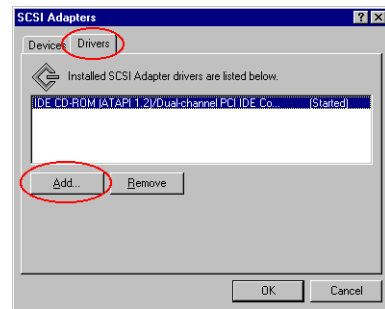 SCSI Adapters
Devices Drivers
Installed SCSI Adapter drivers are listed below.
IDE CD-ROM (ATAPI 1.2)/Dual-channel PCI IDE Co... (Started)
Add... Remove
OK Cancel